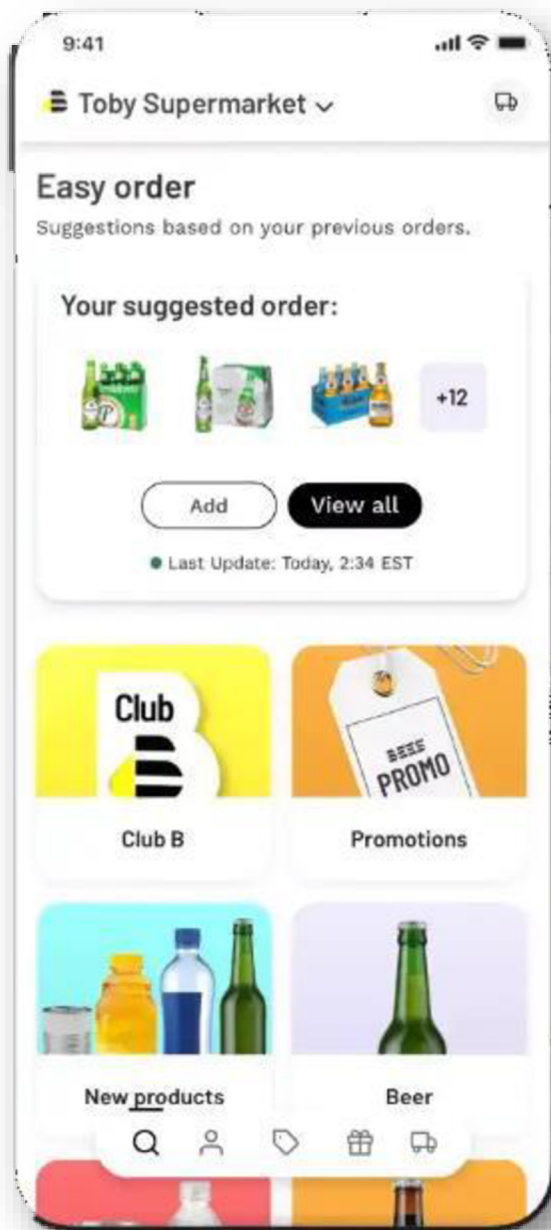 9:41
Toby Supermarket
Easy order
Suggestions based on your previous orders.
Your suggested order:
+12
Add
View all
Last Update: Today, 2:34 EST
Club
BEES
PROMO
Club B
Promotions
New products
Beer